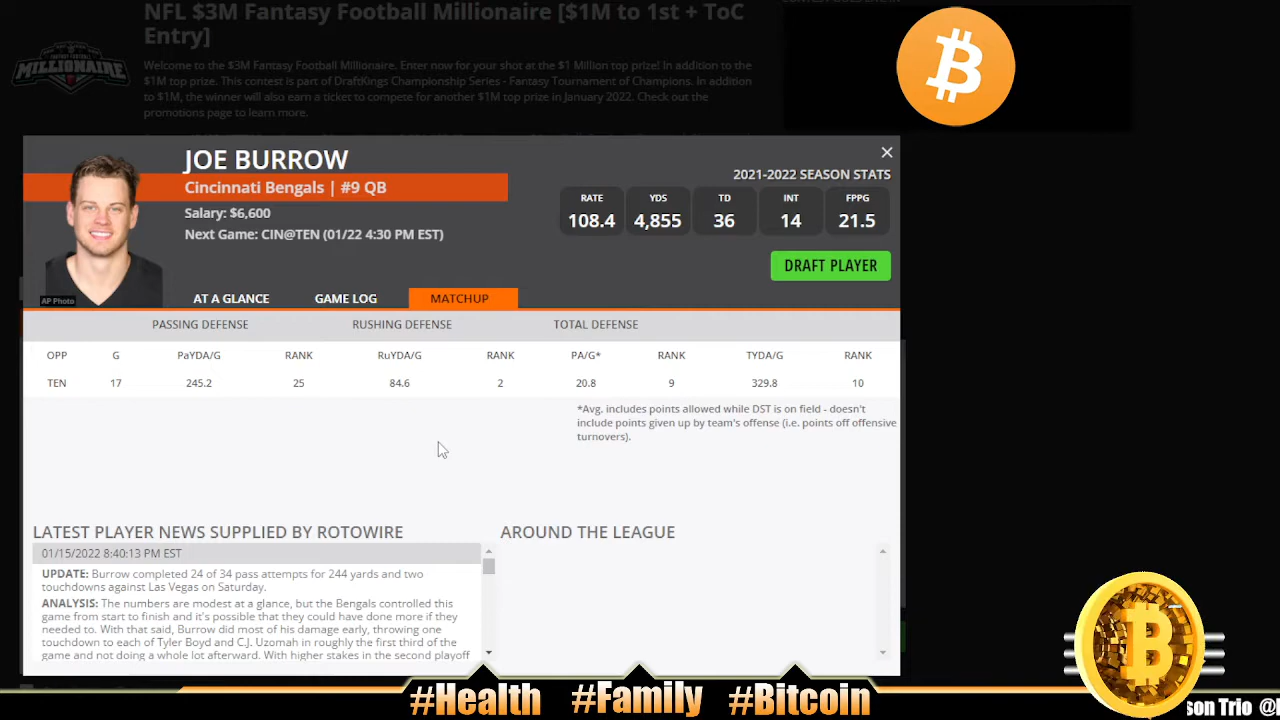 NFL $3M Fantasy Football Millionaire [$1M to 1st + ToC
Entry]
Welcome to the $3M Fantasy Football Millionaire. Enter now for your shot at the $1 Million top prize! In addition to the
$1M top prize. This contest is part of DraftKings Championship Series - Fantasy Tournament of Champions. In addition
to $1M, the winner will also earn a ticket to compete for another $1M top prize in January 2022. Check out the
promotions page to learn more.
MILLIONAIRE
JOE BURROW
Cincinnati Bengals | #9 QB
Salary: $6,600
Next Game: CIN@TEN (01/22 4:30 PM EST)
AP Photo
2021-2022 SEASON STATS
RATE YDS TD INT FPPG
108.4 4,855 36 14 21.5
DRAFT PLAYER
AT A GLANCE GAME LOG MATCHUP
PASSING DEFENSE RUSHING DEFENSE TOTAL DEFENSE
OPP G PaYDA/G RANK RuYDA/G RANK PA/G* RANK TYDA/G RANK
TEN 17 245.2 25 84.6 2 20.8 9 329.8 10
*Avg. includes points allowed while DST is on field - doesn't
include points given up by team's offense (i.e. points off offensive
turnovers).
LATEST PLAYER NEWS SUPPLIED BY ROTOWIRE
01/15/2022 8:40:13 PM EST
UPDATE: Burrow completed 24 of 34 pass attempts for 244 yards and two
touchdowns against Las Vegas on Saturday.
ANALYSIS: The numbers are modest at a glance, but the Bengals controlled this
game from start to finish and it's possible that they could have done more if they
needed to. With that said, Burrow did most of his damage early, throwing one
touchdown to each of Tyler Boyd and C.J. Uzomah in roughly the first third of the
game and not doing a whole lot afterward. With higher stakes in the second playoff
AROUND THE LEAGUE
#Health #Family #Bitcoin
son Trio @